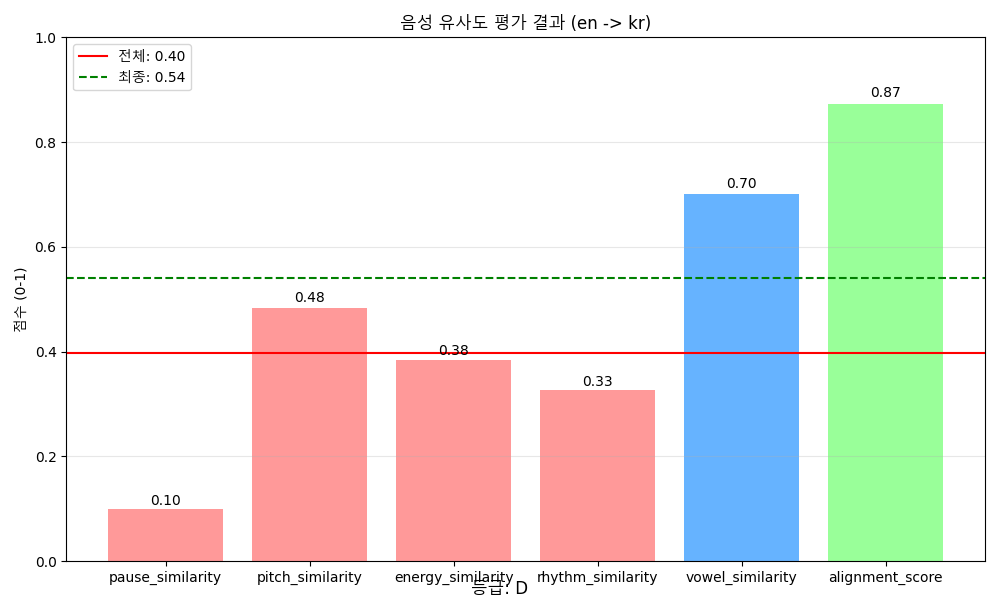 음성 유사도 평가 결과 (en -> kr)
전체: 0.40
최종: 0.54
점수 (0-1)
1.0
0.8
0.6
0.4
0.2
0.0
0.10
0.48
0.38
0.33
0.70
0.87
pause_similarity pitch_similarity energy_similarity rhythm_similarity vowel_similarity alignment_score
등급: D